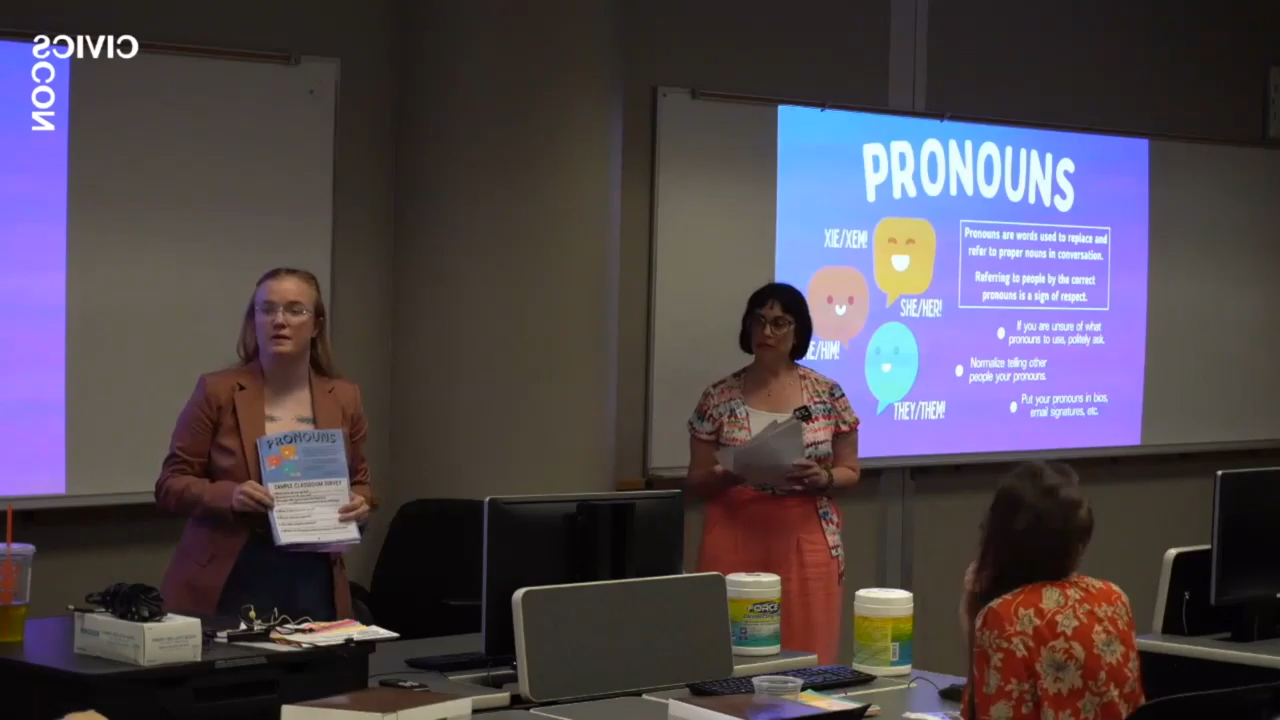 CIVICS
CON
PRONOUNS
XIE/XEM!
SHE/HER!
THEY/THEM!
Pronouns are words used to replace and
refer to proper nouns in conversation.
Referring to people by the correct
pronouns is a sign of respect.
If you are unsure of what
pronouns to use, politely ask.
Normalize telling other
people your pronouns.
Put your pronouns in bios,
email signatures, etc.
PRONOUNS
SAMPLE CLASSROOM SURVEY
FORCE